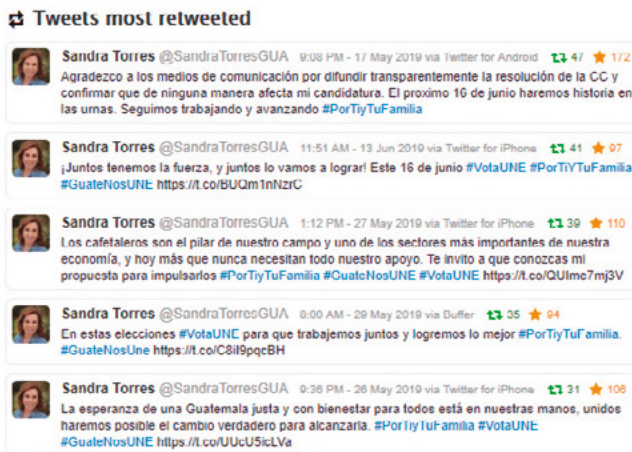 Tweets most retweeted
Sandra Torres @SandraTorresGUA 9:08 PM - 17 May 2019 via Twitter for Android 47 172
Agradezco a los medios de comunicación por difundir transparentemente la resolución de la CC y
confirmar que de ninguna manera afecta mi candidatura. El proximo 16 de junio haremos historia en
las urnas. Seguimos trabajando y avanzando #PorTiyTuFamilia
Sandra Torres @SandraTorresGUA 11:51 AM - 13 Jun 2019 via Twitter for iPhone 41 97
¡Juntos tenemos la fuerza, y juntos lo vamos a lograr! Este 16 de junio #VotaUNE #PorTiYTuFamilia
#GuateNosUNE https://t.co/BUQm1nNzrC
Sandra Torres @SandraTorresGUA 1:12 PM - 27 May 2019 via Twitter for iPhone 39 110
Los cafetaleros son el pilar de nuestro campo y uno de los sectores más importantes de nuestra
economía, y hoy más que nunca necesitan todo nuestro apoyo. Te invito a que conozcas mi
propuesta para impulsarlos #PorTiyTuFamilia #GuateNosUNE #VotaUNE https://t.co/QUIme7mj3V
Sandra Torres @SandraTorresGUA 8:00 AM - 29 May 2019 via Buffer 35 94
En estas elecciones #VotaUNE para que trabajemos juntos y logremos lo mejor #PorTiyTuFamilia.
#GuateNosUne https://t.co/C8iI9pqcBH
Sandra Torres @SandraTorresGUA 9:36 PM - 26 May 2019 via Twitter for iPhone 31 106
La esperanza de una Guatemala justa y con bienestar para todos está en nuestras manos, unidos
haremos posible el cambio verdadero para alcanzarla. #PorTiyTuFamilia #VotaUNE
#GuateNosUNE https://t.co/UUcU5icLVa